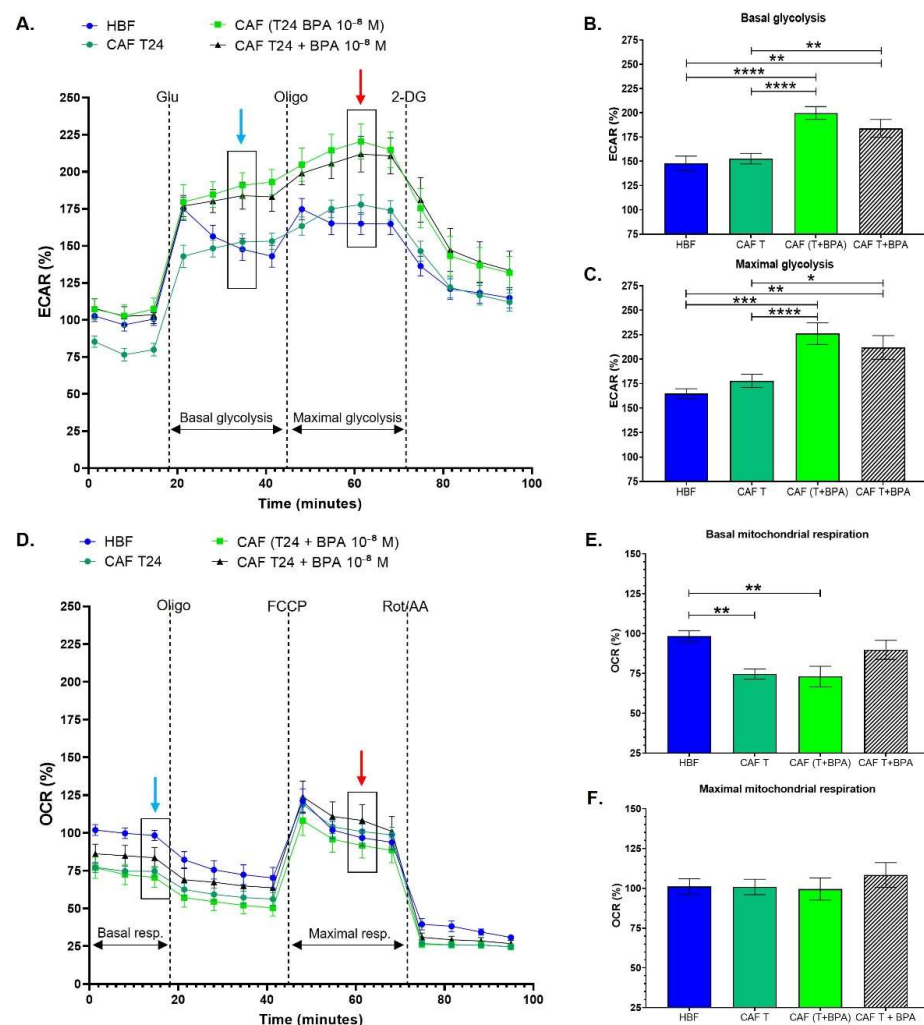 A.
HBF
CAF (T24 BPA 10⁻⁸ M)
CAF T24
CAF T24 + BPA 10⁻⁸ M
Glu
Oligo
2-DG
250
225
200
175
150
125
100
75
50
25
0
ECAR (%)
Basal glycolysis
Maximal glycolysis
0
20
40
60
80
100
Time (minutes)
B.
Basal glycolysis
**
**
****
****
250
225
200
175
150
125
100
75
ECAR (%)
HBF
CAF T
CAF (T+BPA)
CAF T+BPA
C.
Maximal glycolysis
*
**
***
****
250
225
200
175
150
125
100
75
ECAR (%)
HBF
CAF T
CAF (T+BPA)
CAF T+BPA
D.
HBF
CAF (T24 + BPA 10⁻⁸ M)
CAF T24
CAF T24 + BPA 10⁻⁸ M
Oligo
FCCP
Rot/AA
250
225
200
175
150
125
100
75
50
25
0
OCR (%)
Basal resp.
Maximal resp.
0
20
40
60
80
100
Time (minutes)
E.
Basal mitochondrial respiration
**
**
150
125
100
75
50
25
OCR (%)
HBF
CAF T
CAF (T+BPA)
CAF T+BPA
F.
Maximal mitochondrial respiration
150
125
100
75
50
25
OCR (%)
HBF
CAF T
CAF (T+BPA)
CAF T + BPA